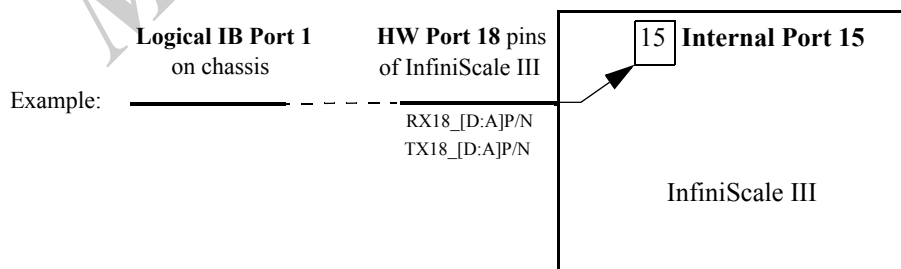 Logical IB Port 1 HW Port 18 pins 15 Internal Port 15
on chassis of InfiniScale III
Example:
RX18_[D:A]P/N
TX18_[D:A]P/N
InfiniScale III